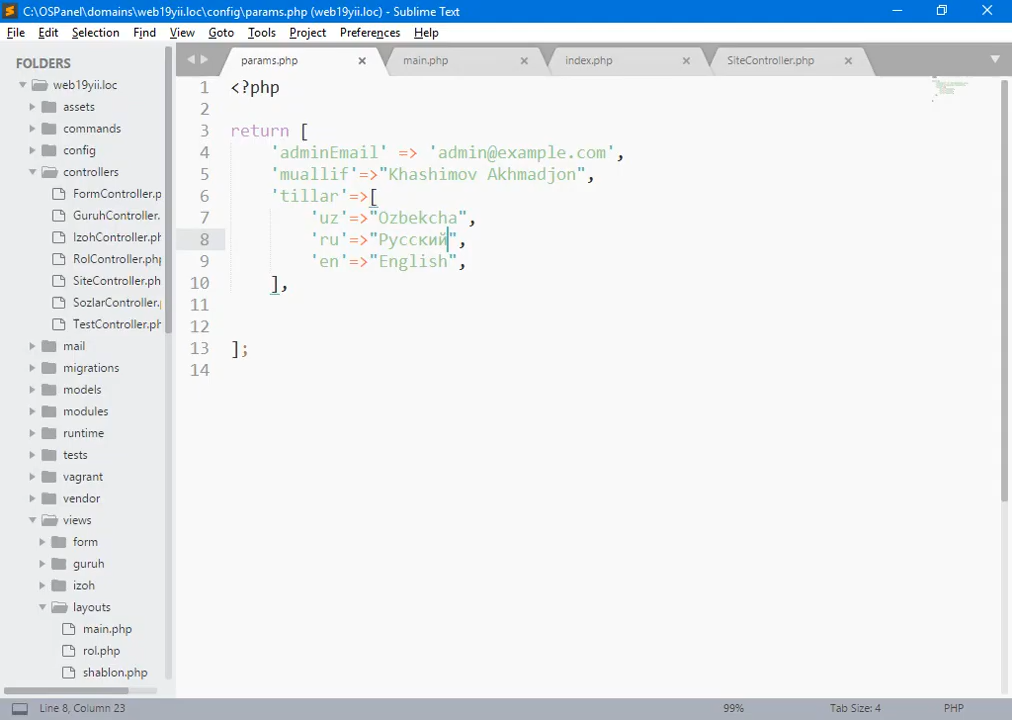 C:\OSPanel\domains\web19yii.loc\config\params.php (web19yii.loc) - Sublime Text
File Edit Selection Find View Goto Tools Project Preferences Help
FOLDERS
web19yii.loc
assets
commands
config
controllers
FormController.p
GuruhController.
IzohController.ph
RolController.php
SiteController.ph
SozlarController.
TestController.ph
mail
migrations
models
modules
runtime
tests
vagrant
vendor
views
form
guruh
izoh
layouts
main.php
rol.php
shablon.php
params.php main.php index.php SiteController.php
1 <?php
2
3 return [
4 'adminEmail' => 'admin@example.com',
5 'muallif'=>"Khashimov Akhmadjon",
6 'tillar'=>[
7 'uz'=>"Ozbekcha",
8 'ru'=>"Русский",
9 'en'=>"English",
10 ],
11
12
13 ];
14
Line 8, Column 23 99% Tab Size: 4 PHP